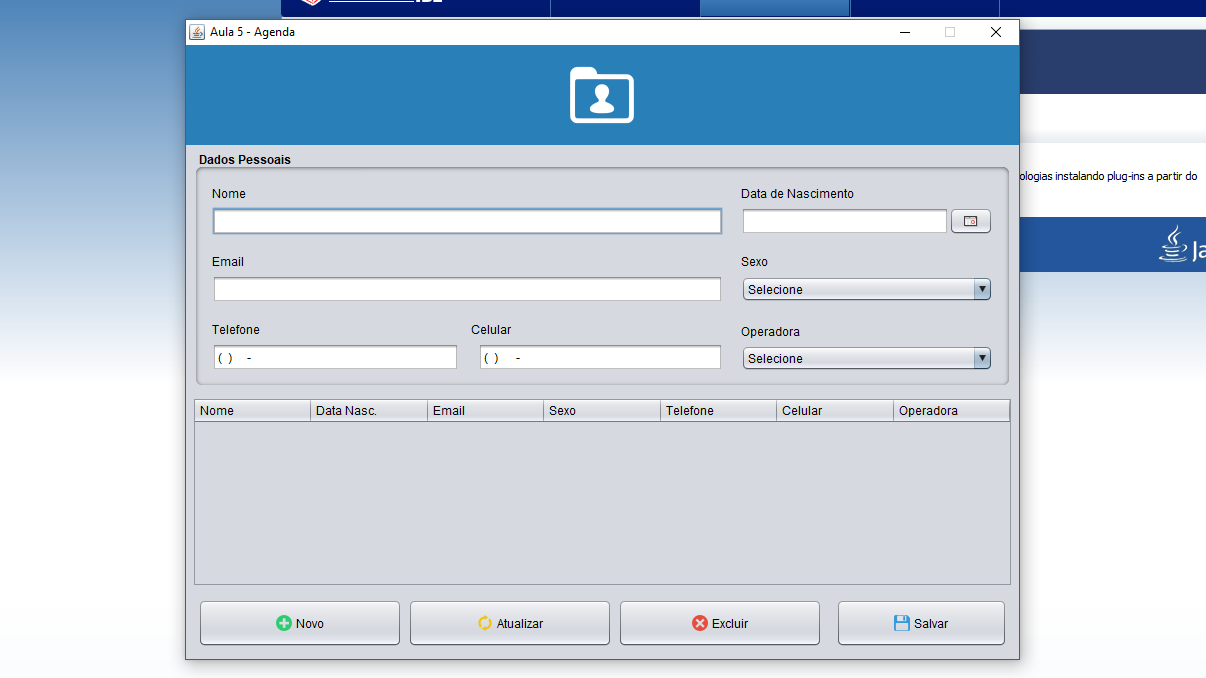 Aula 5 - Agenda
Dados Pessoais
Nome
Data de Nascimento
ologias instalando plug-ins a partir do
Email
Sexo
Selecione
Telefone
Celular
Operadora
( ) -
( ) -
Selecione
Nome Data Nasc. Email Sexo Telefone Celular Operadora
Novo Atualizar Excluir Salvar